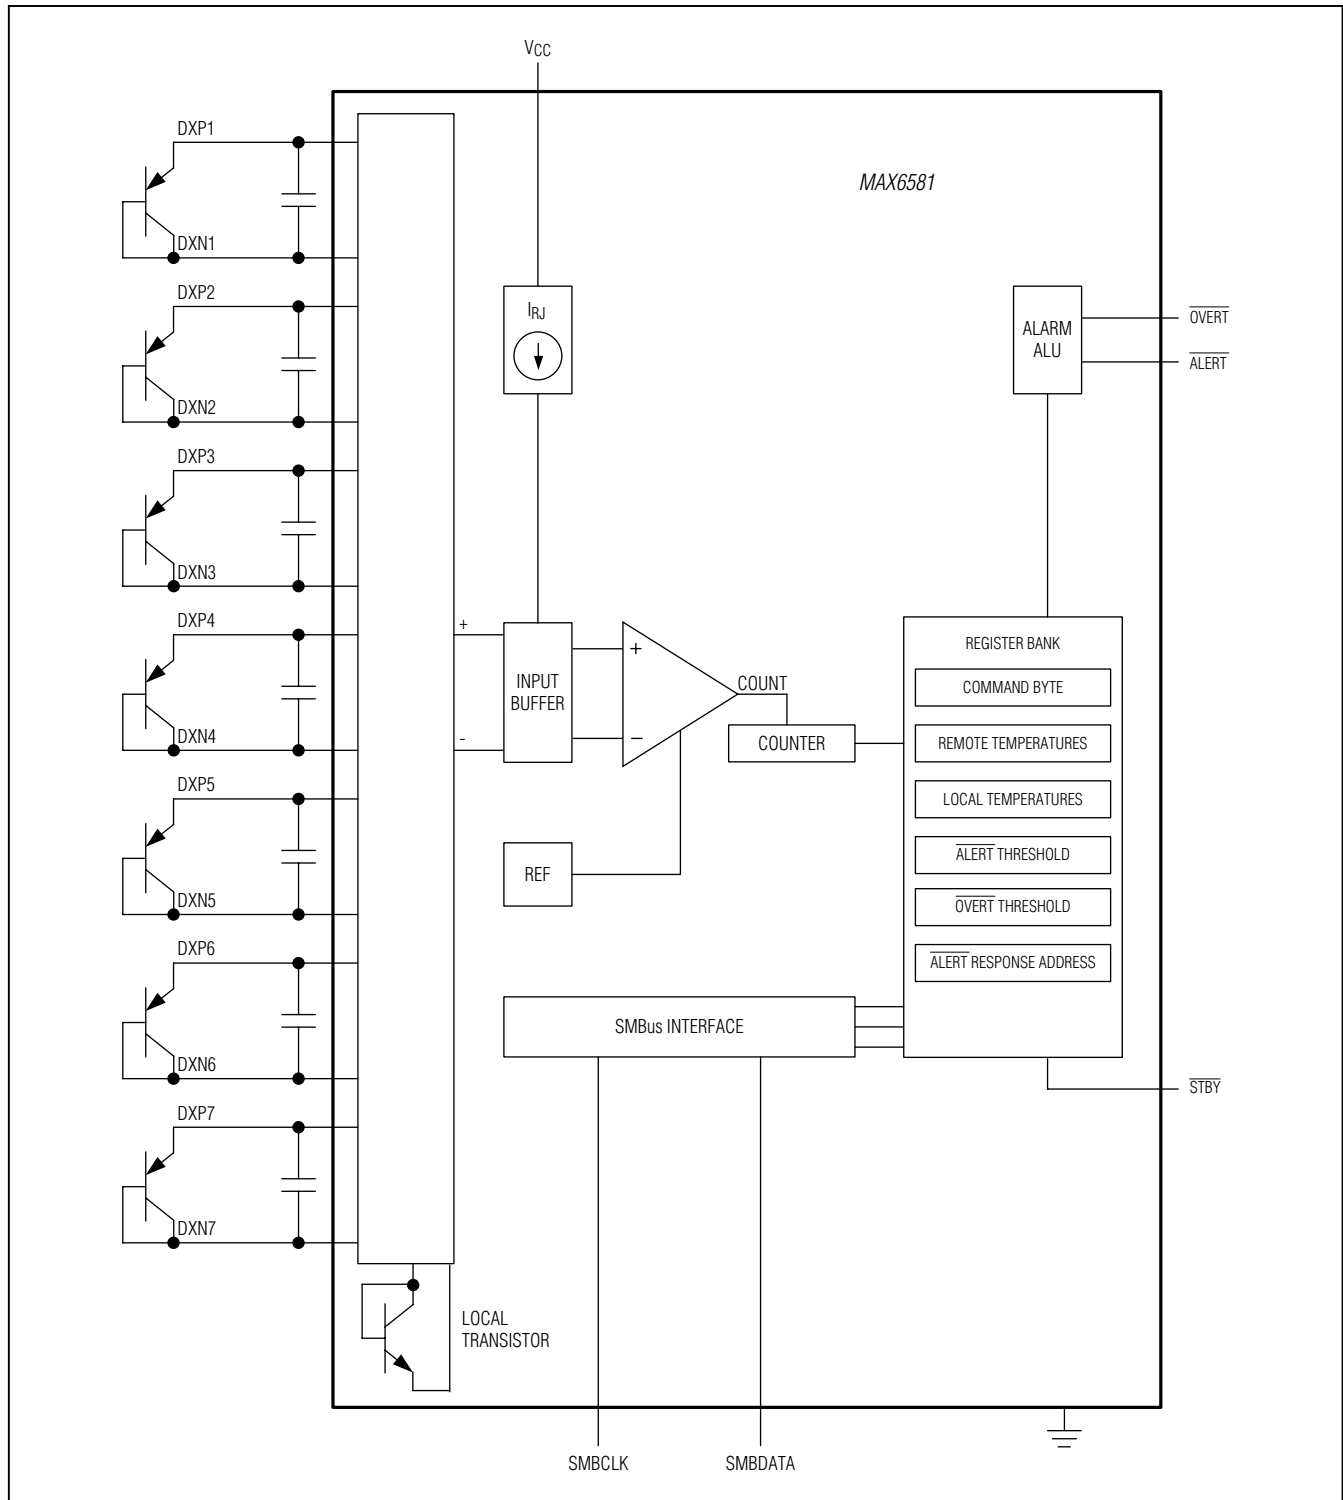 VCC
DXP1
DXN1
DXP2
DXN2
DXP3
DXN3
DXP4
DXN4
DXP5
DXN5
DXP6
DXN6
DXP7
DXN7
MAX6581
IRJ
ALARM
ALU
OVERT
ALERT
+
-
INPUT
BUFFER
+
−
COUNT
COUNTER
REF
REGISTER BANK
COMMAND BYTE
REMOTE TEMPERATURES
LOCAL TEMPERATURES
ALERT THRESHOLD
OVERT THRESHOLD
ALERT RESPONSE ADDRESS
SMBus INTERFACE
STBY
LOCAL
TRANSISTOR
SMBCLK
SMBDATA